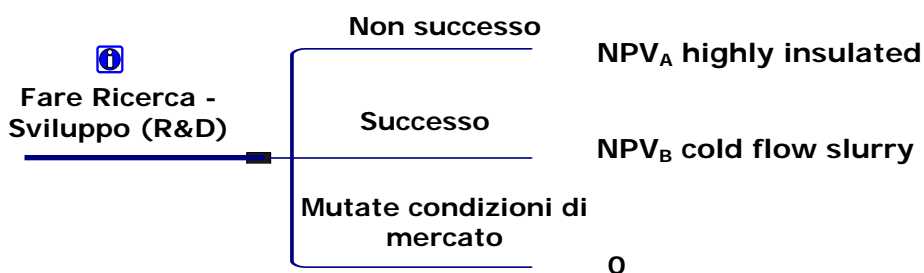 Non successo
NPVA highly insulated
Fare Ricerca -
Sviluppo (R&D)
Successo
NPVB cold flow slurry
Mutate condizioni di
mercato
0